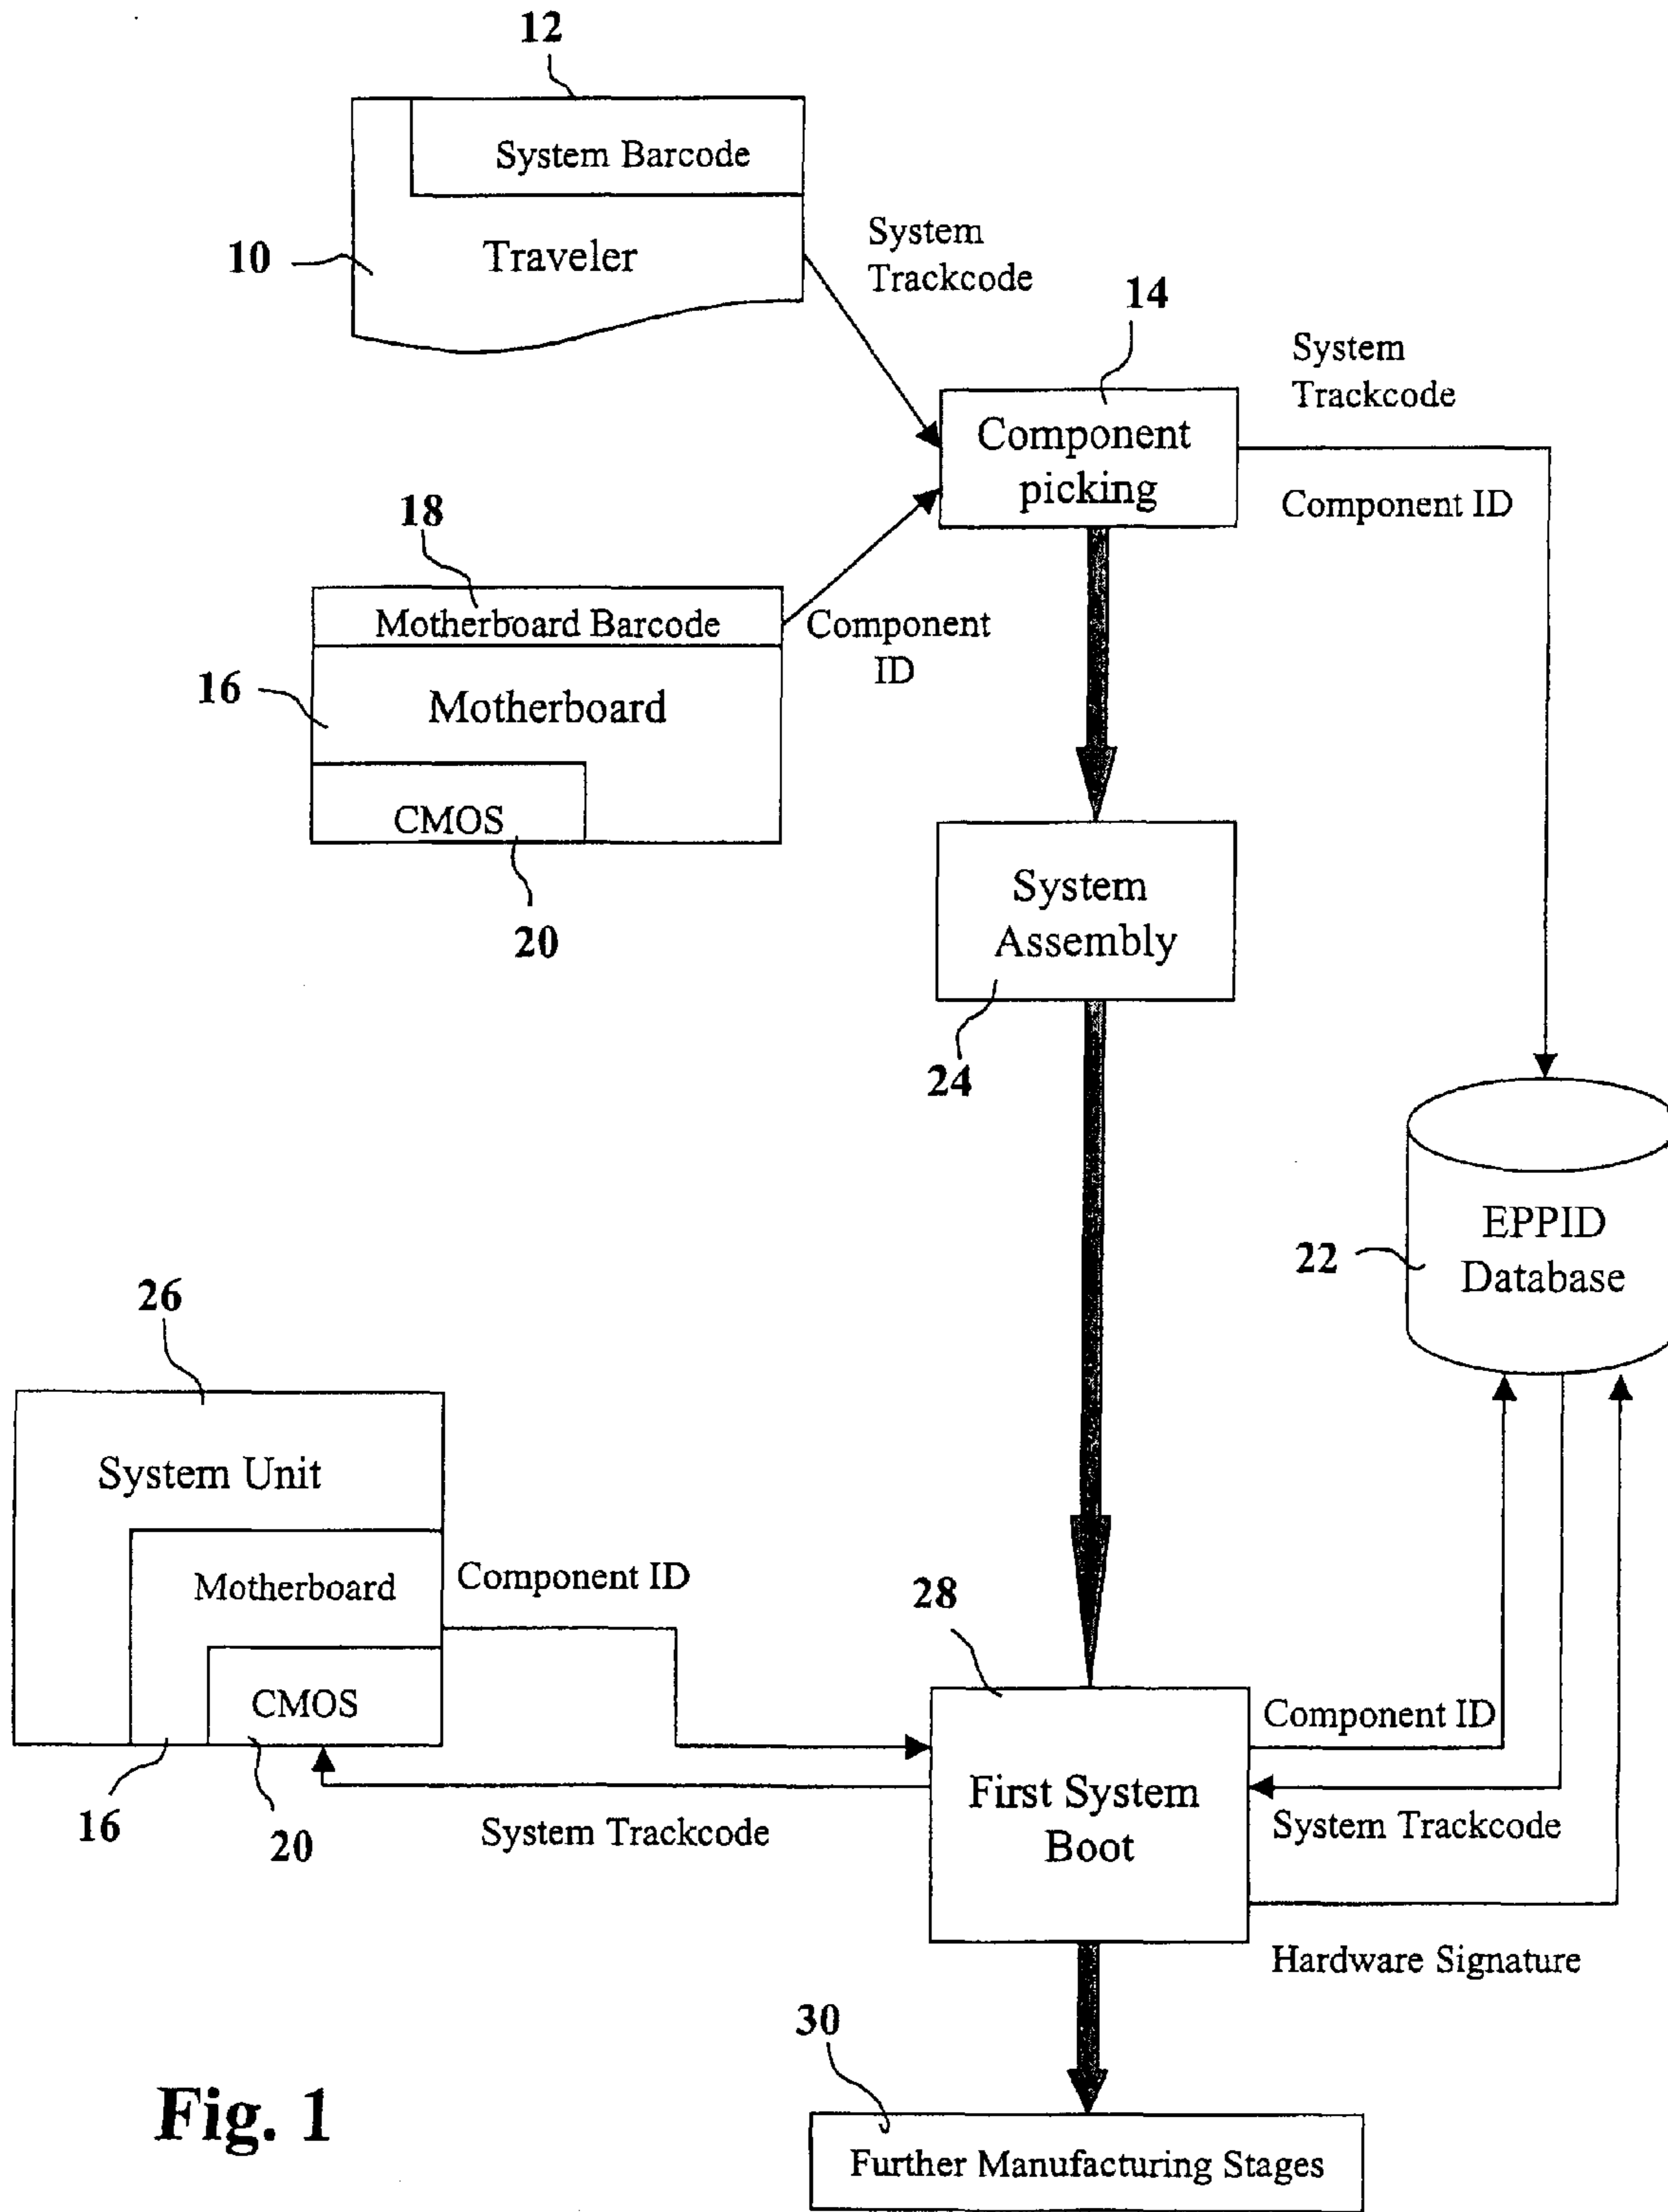 12
System Barcode
10
Traveler
System
Trackcode
14
System
Trackcode
Component
picking
Component ID
18
Motherboard Barcode
Component
ID
16
Motherboard
CMOS
20
System
Assembly
24
EPPID
Database
22
26
System Unit
Motherboard
Component ID
CMOS
16
20
28
Component ID
First System
Boot
System Trackcode
System Trackcode
Hardware Signature
30
Further Manufacturing Stages
Fig. 1